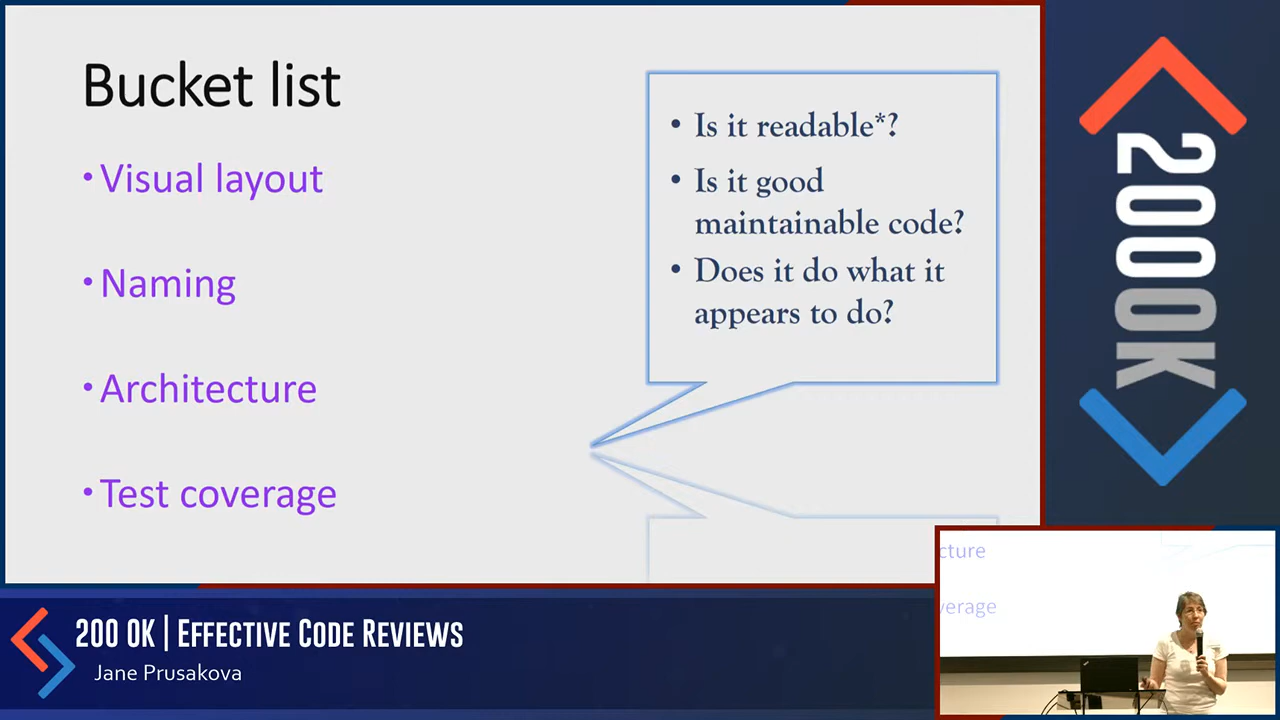 Bucket list
• Visual layout
• Naming
• Architecture
• Test coverage
• Is it readable*?
• Is it good
maintainable code?
• Does it do what it
appears to do?
200OK
cture
verage
200 OK | Effective Code Reviews
Jane Prusakova